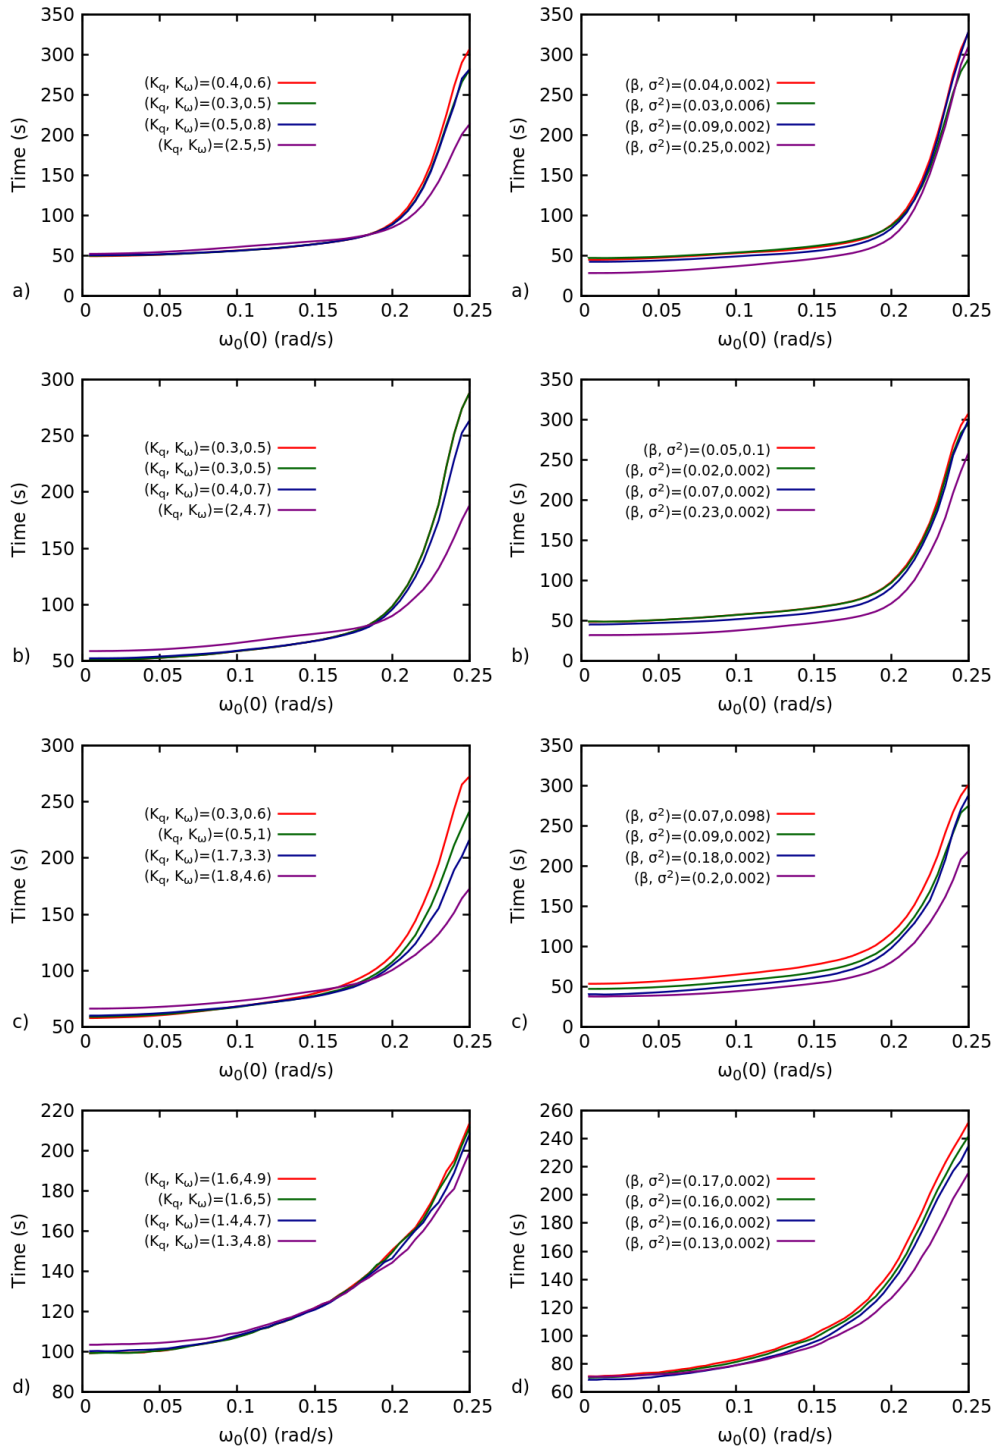 350
300
250
200
150
100
50
0
Time (s)
(Kq, Kω)=(0.4,0.6)
(Kq, Kω)=(0.3,0.5)
(Kq, Kω)=(0.5,0.8)
(Kq, Kω)=(2.5,5)
a)
0 0.05 0.1 0.15 0.2 0.25
ω0(0) (rad/s)
350
300
250
200
150
100
50
0
Time (s)
(β, σ²)=(0.04,0.002)
(β, σ²)=(0.03,0.006)
(β, σ²)=(0.09,0.002)
(β, σ²)=(0.25,0.002)
a)
0 0.05 0.1 0.15 0.2 0.25
ω0(0) (rad/s)
300
250
200
150
100
50
Time (s)
(Kq, Kω)=(0.3,0.5)
(Kq, Kω)=(0.3,0.5)
(Kq, Kω)=(0.4,0.7)
(Kq, Kω)=(2,4.7)
b)
0 0.05 0.1 0.15 0.2 0.25
ω0(0) (rad/s)
350
300
250
200
150
100
50
0
Time (s)
(β, σ²)=(0.05,0.1)
(β, σ²)=(0.02,0.002)
(β, σ²)=(0.07,0.002)
(β, σ²)=(0.23,0.002)
b)
0 0.05 0.1 0.15 0.2 0.25
ω0(0) (rad/s)
300
250
200
150
100
50
Time (s)
(Kq, Kω)=(0.3,0.6)
(Kq, Kω)=(0.5,1)
(Kq, Kω)=(1.7,3.3)
(Kq, Kω)=(1.8,4.6)
c)
0 0.05 0.1 0.15 0.2 0.25
ω0(0) (rad/s)
350
300
250
200
150
100
50
0
Time (s)
(β, σ²)=(0.07,0.098)
(β, σ²)=(0.09,0.002)
(β, σ²)=(0.18,0.002)
(β, σ²)=(0.2,0.002)
c)
0 0.05 0.1 0.15 0.2 0.25
ω0(0) (rad/s)
220
200
180
160
140
120
100
80
Time (s)
(Kq, Kω)=(1.6,4.9)
(Kq, Kω)=(1.6,5)
(Kq, Kω)=(1.4,4.7)
(Kq, Kω)=(1.3,4.8)
d)
0 0.05 0.1 0.15 0.2 0.25
ω0(0) (rad/s)
260
240
220
200
180
160
140
120
100
80
60
Time (s)
(β, σ²)=(0.17,0.002)
(β, σ²)=(0.16,0.002)
(β, σ²)=(0.16,0.002)
(β, σ²)=(0.13,0.002)
d)
0 0.05 0.1 0.15 0.2 0.25
ω0(0) (rad/s)